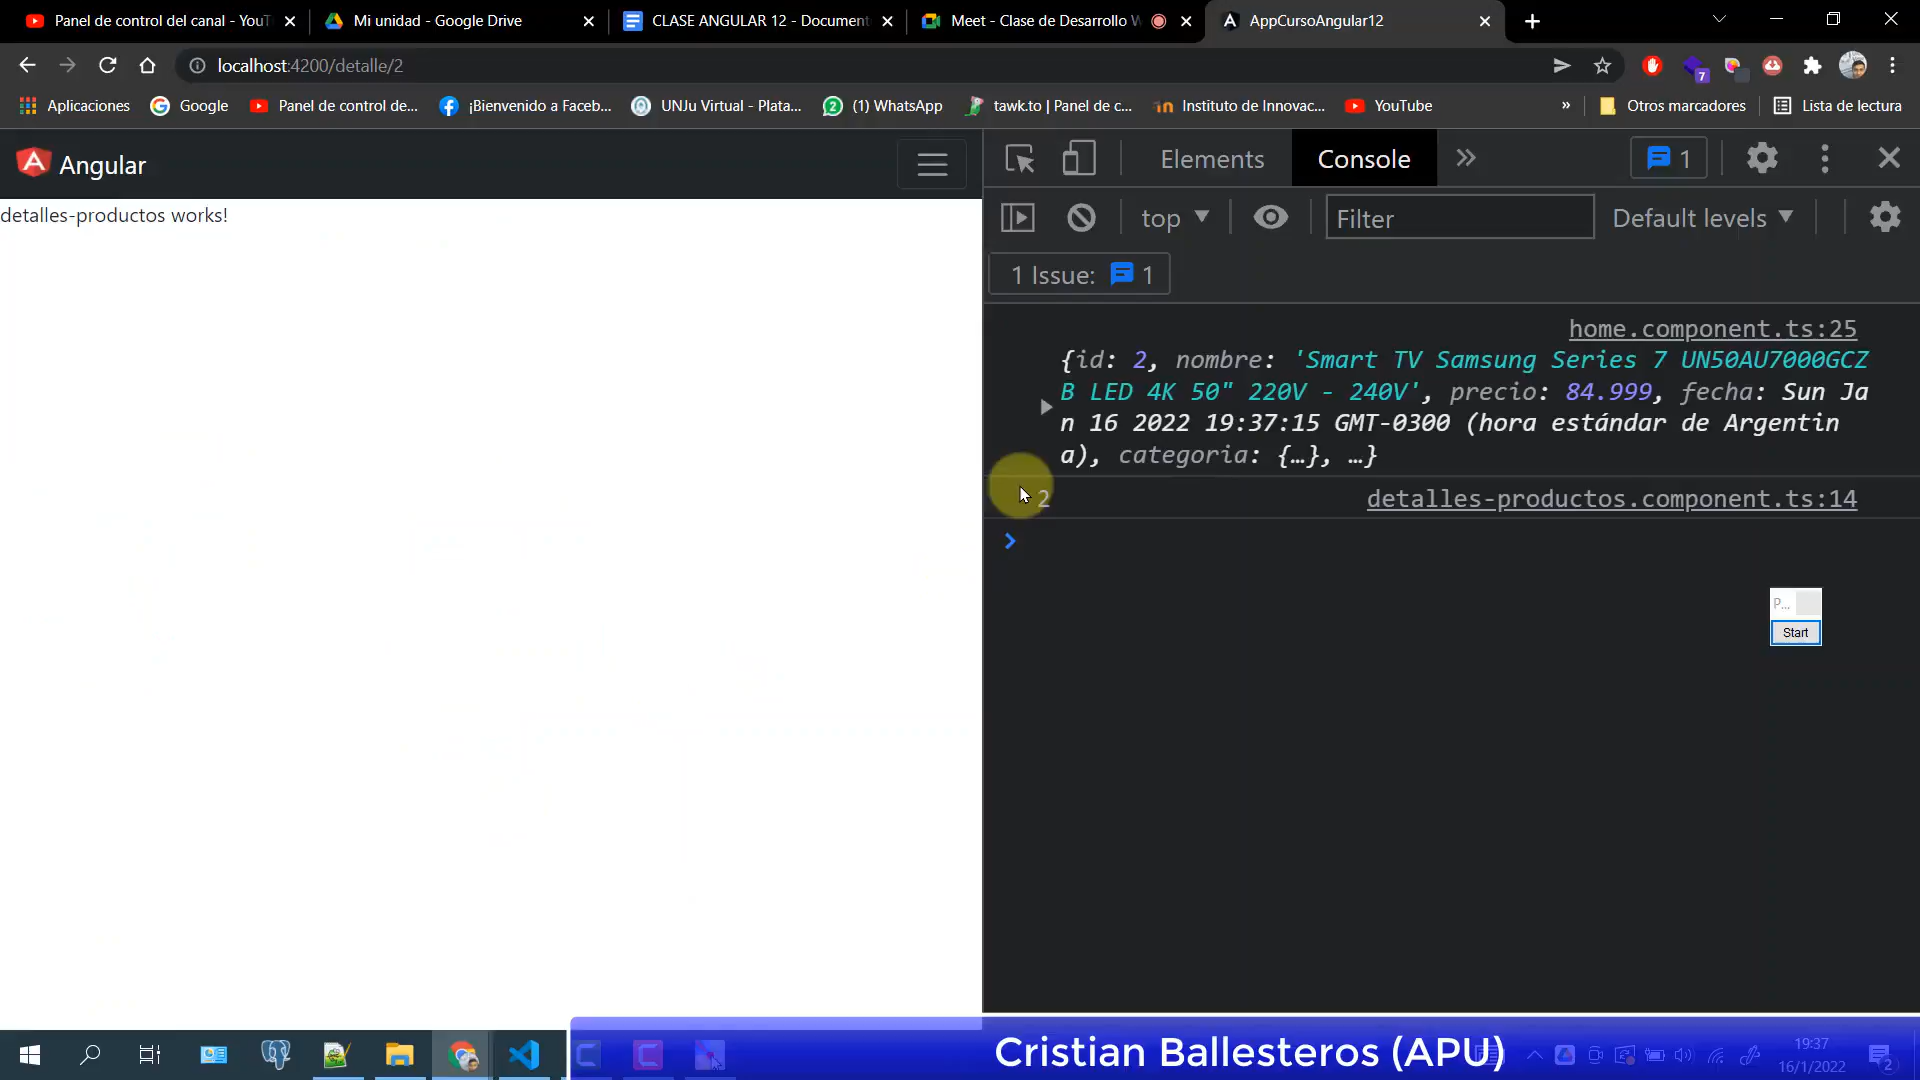 Panel de control del canal - YouT
Mi unidad - Google Drive
CLASE ANGULAR 12 - Document
Meet - Clase de Desarrollo W
AppCursoAngular12
localhost:4200/detalle/2
7
Aplicaciones
Google
Panel de control de...
¡Bienvenido a Faceb...
UNJu Virtual - Plata...
(1) WhatsApp
tawk.to | Panel de c...
Instituto de Innovac...
YouTube
»
Otros marcadores
Lista de lectura
Angular
Elements
Console
1
top
Filter
Default levels
1 Issue: 1
detalles-productos works!
home.component.ts:25
{id: 2, nombre: 'Smart TV Samsung Series 7 UN50AU7000GCZ
B LED 4K 50" 220V - 240V', precio: 84.999, fecha: Sun Ja
n 16 2022 19:37:15 GMT-0300 (hora estándar de Argentin
a), categoria: {…}, …}
2
detalles-productos.component.ts:14
P...
Start
Cristian Ballesteros (APU)
19:37
16/1/2022
2